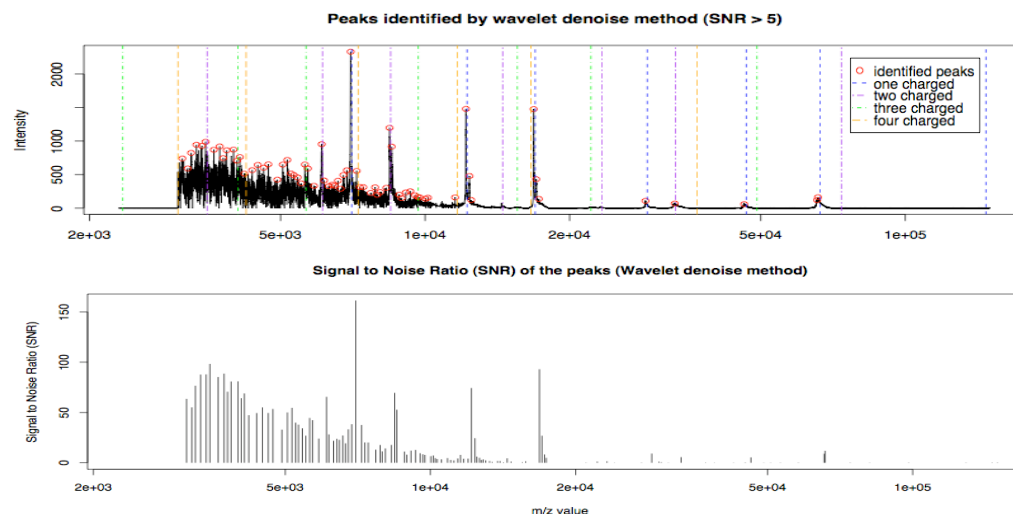 Peaks identified by wavelet denoise method (SNR > 5)
Intensity
2000
1000
500
0
identified peaks
one charged
two charged
three charged
four charged
2e+03 5e+03 1e+04 2e+04 5e+04 1e+05
Signal to Noise Ratio (SNR) of the peaks (Wavelet denoise method)
Signal to Noise Ratio (SNR)
150
100
50
0
2e+03 5e+03 1e+04 2e+04 5e+04 1e+05
m/z value